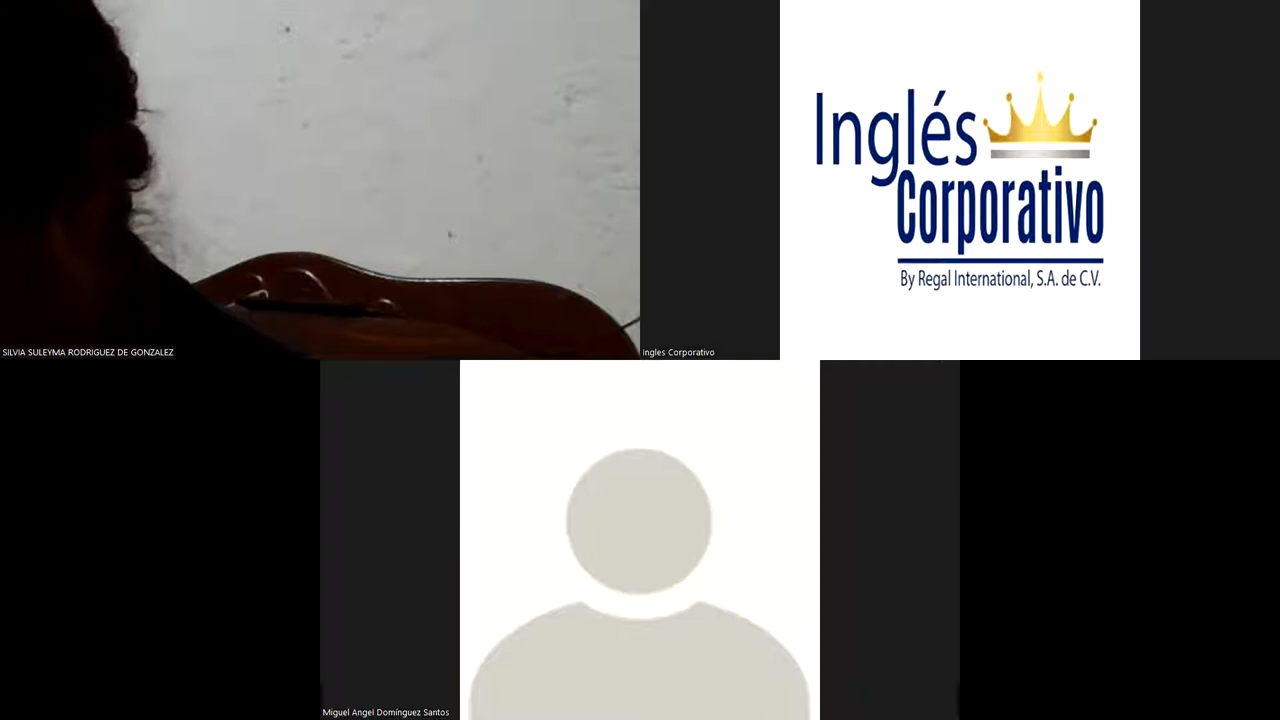 Inglés
Corporativo
By Regal International, S.A. de C.V.
SILVIA SULEYMA RODRIGUEZ DE GONZALEZ
Ingles Corporativo
Miguel Angel Domínguez Santos